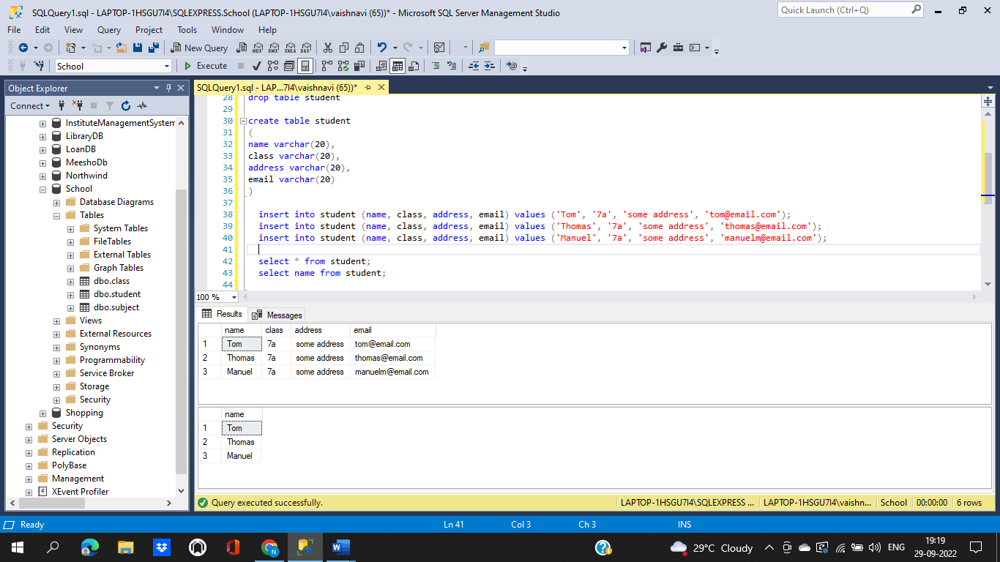 SQLQuery1.sql - LAPTOP-1HSGU7I4\SQLEXPRESS.School (LAPTOP-1HSGU7I4\vaishnavi (65))* - Microsoft SQL Server Management Studio
Quick Launch (Ctrl+Q)
File Edit View Query Project Tools Window Help
New Query MDX DMX XMLA DAX
School Execute
Object Explorer
SQLQuery1.sql - LAP...7I4\vaishnavi (65))*
Connect
InstituteManagementSystem
LibraryDB
LoanDB
MeeshoDb
Northwind
School
Database Diagrams
Tables
System Tables
FileTables
External Tables
Graph Tables
dbo.class
dbo.student
dbo.subject
Views
External Resources
Synonyms
Programmability
Service Broker
Storage
Security
Shopping
Security
Server Objects
Replication
PolyBase
Management
XEvent Profiler
28 drop table student
29
30 create table student
31 (
32 name varchar(20),
33 class varchar(20),
34 address varchar(20),
35 email varchar(20)
36 )
37
38 insert into student (name, class, address, email) values ('Tom', '7a', 'some address', 'tom@email.com');
39 insert into student (name, class, address, email) values ('Thomas', '7a', 'some address', 'thomas@email.com');
40 insert into student (name, class, address, email) values ('Manuel', '7a', 'some address', 'manuelm@email.com');
41
42 select * from student;
43 select name from student;
44
100 %
Results Messages
name class address email
1 Tom 7a some address tom@email.com
2 Thomas 7a some address thomas@email.com
3 Manuel 7a some address manuelm@email.com
name
1 Tom
2 Thomas
3 Manuel
Query executed successfully. LAPTOP-1HSGU7I4\SQLEXPRESS ... LAPTOP-1HSGU7I4\vaishn... School 00:00:00 6 rows
Ready Ln 41 Col 3 Ch 3 INS
29°C Cloudy ENG 19:19
29-09-2022